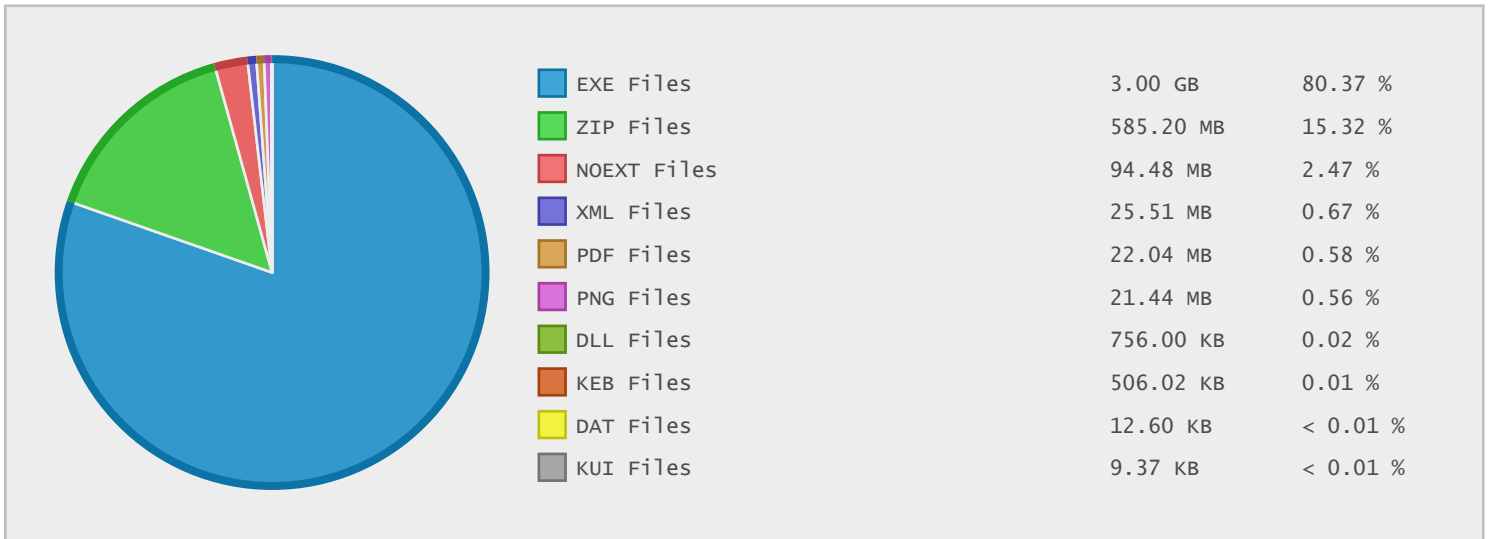 EXE Files 3.00 GB 80.37 %
ZIP Files 585.20 MB 15.32 %
NOEXT Files 94.48 MB 2.47 %
XML Files 25.51 MB 0.67 %
PDF Files 22.04 MB 0.58 %
PNG Files 21.44 MB 0.56 %
DLL Files 756.00 KB 0.02 %
KEB Files 506.02 KB 0.01 %
DAT Files 12.60 KB < 0.01 %
KUI Files 9.37 KB < 0.01 %